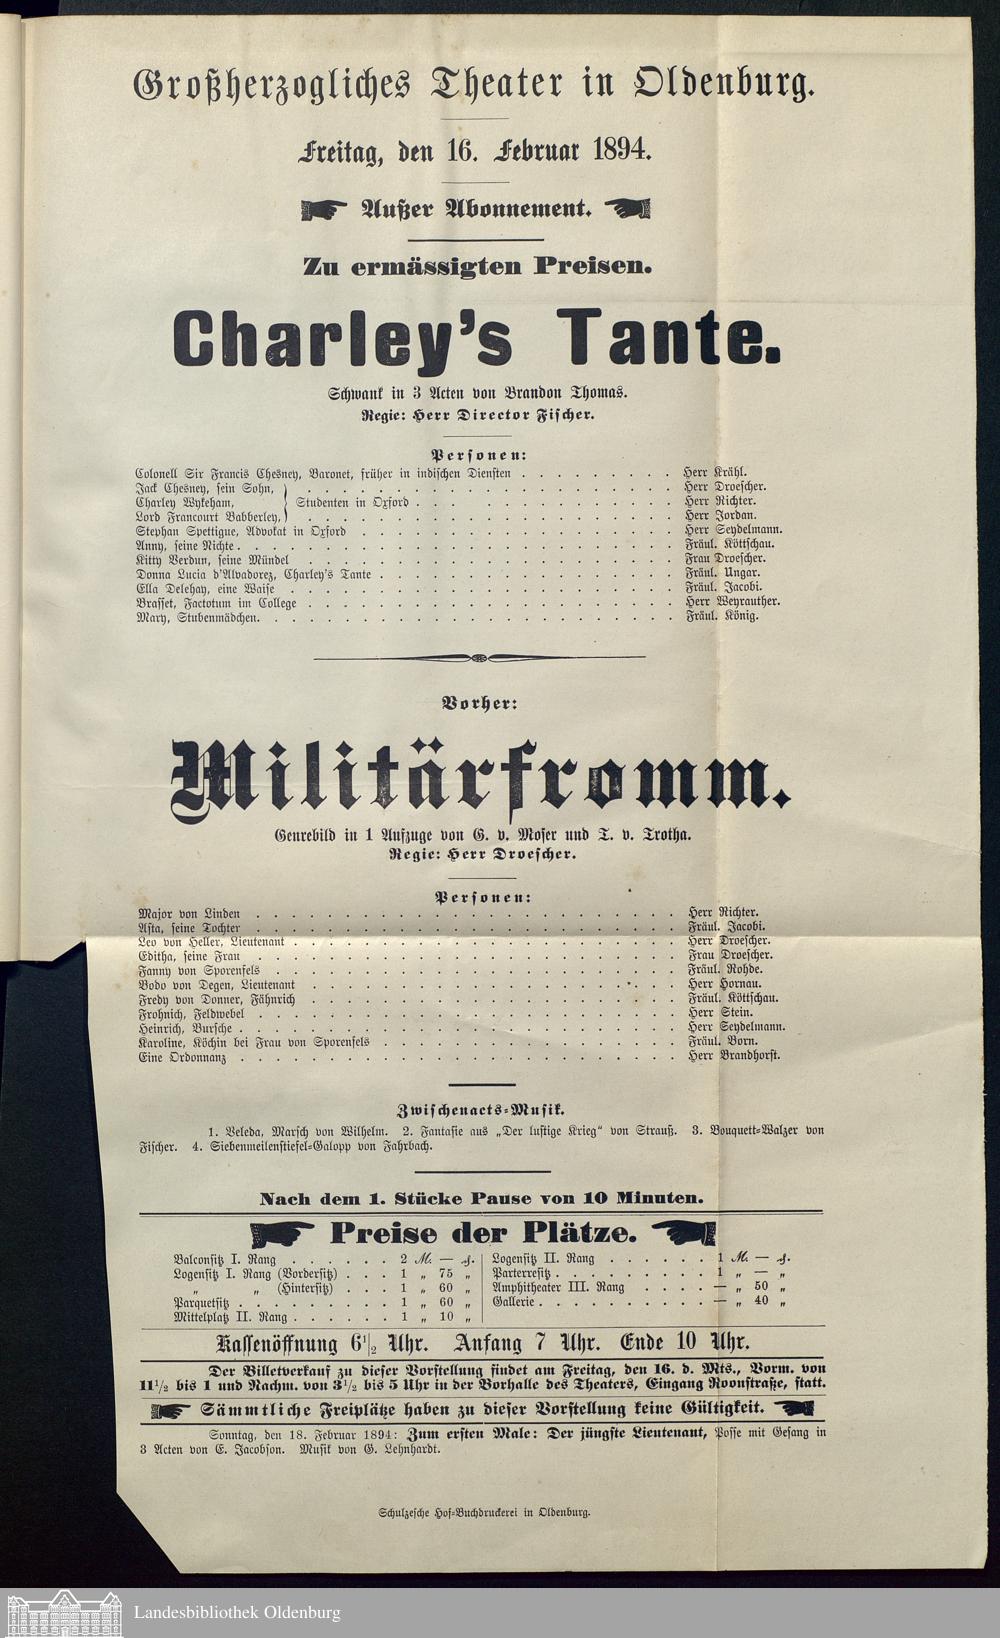 Großherzogliches Theater in Oldenburg.
Freitag, den 16. Februar 1894.
Außer Abonnement.
Zu ermässigten Preisen.
Charley's Tante.
Schwank in 3 Acten von Brandon Thomas.
Regie: Herr Director Fischer.
Personen:
Colonell Sir Francis Chesney, Baronet, früher in indischen Diensten . . . . . . . . . Herr Krähl.
Jack Chesney, sein Sohn, } . . . . . . . . . Herr Droescher.
Charley Wykeham, } Studenten in Oxford . . . . . . . . . Herr Richter.
Lord Francourt Babberley, } . . . . . . . . . Herr Jordan.
Stephan Spettigue, Advokat in Oxford . . . . . . . . . Herr Seydelmann.
Anny, seine Nichte . . . . . . . . . Fräul. Köttschau.
Kitty Verdun, seine Mündel . . . . . . . . . Frau Droescher.
Donna Lucia d'Alvadorez, Charley's Tante . . . . . . . . . Fräul. Ungar.
Ella Delehay, eine Waise . . . . . . . . . Fräul. Jacobi.
Brasset, Factotum im College . . . . . . . . . Herr Weyrauther.
Mary, Stubenmädchen. . . . . . . . . . Fräul. König.
Vorher:
Militärfromm.
Genrebild in 1 Aufzuge von G. v. Moser und T. v. Trotha.
Regie: Herr Droescher.
Personen:
Major von Linden . . . . . . . . . Herr Richter.
Asta, seine Tochter . . . . . . . . . Fräul. Jacobi.
Leo von Heller, Lieutenant . . . . . . . . . Herr Droescher.
Editha, seine Frau . . . . . . . . . Frau Droescher.
Fanny von Sporenfels . . . . . . . . . Fräul. Rohde.
Bodo von Degen, Lieutenant . . . . . . . . . Herr Hornau.
Fredy von Donner, Fähnrich . . . . . . . . . Fräul. Köttschau.
Frohnich, Feldwebel . . . . . . . . . Herr Stein.
Heinrich, Bursche . . . . . . . . . Herr Seydelmann.
Karoline, Köchin bei Frau von Sporenfels . . . . . . . . . Fräul. Born.
Eine Ordonnanz . . . . . . . . . Herr Brandhorst.
Zwischenacts-Musik.
1. Veleda, Marsch von Wilhelm. 2. Fantasie aus „Der lustige Krieg“ von Strauß. 3. Bouquett-Walzer von
Fischer. 4. Siebenmeilenstiefel-Galopp von Fahrbach.
Nach dem 1. Stücke Pause von 10 Minuten.
Preise der Plätze.
Balconsitz I. Rang . . . . . . 2 M. — ₰.
Logensitz I. Rang (Vordersitz) . . . 1 „ 75 „
„ „ (Hintersitz) . . . 1 „ 60 „
Parquetsitz . . . . . . . . . 1 „ 60 „
Mittelplatz II. Rang . . . . . . 1 „ 10 „
Logensitz II. Rang . . . . . . 1 M. — ₰.
Parterresitz . . . . . . . . . 1 „ — „
Amphitheater III. Rang . . . . — „ 50 „
Gallerie . . . . . . . . . — „ 40 „
Kassenöffnung 6 1/2 Uhr. Anfang 7 Uhr. Ende 10 Uhr.
Der Billetverkauf zu dieser Vorstellung findet am Freitag, den 16. d. Mts., Vorm. von
11 1/2 bis 1 und Nachm. von 3 1/2 bis 5 Uhr in der Vorhalle des Theaters, Eingang Roonstraße, statt.
Sämmtliche Freiplätze haben zu dieser Vorstellung keine Gültigkeit.
Sonntag, den 18. Februar 1894: Zum ersten Male: Der jüngste Lieutenant, Posse mit Gesang in
3 Acten von E. Jacobson. Musik von G. Lehnhardt.
Schulzesche Hof-Buchdruckerei in Oldenburg.
Landesbibliothek Oldenburg